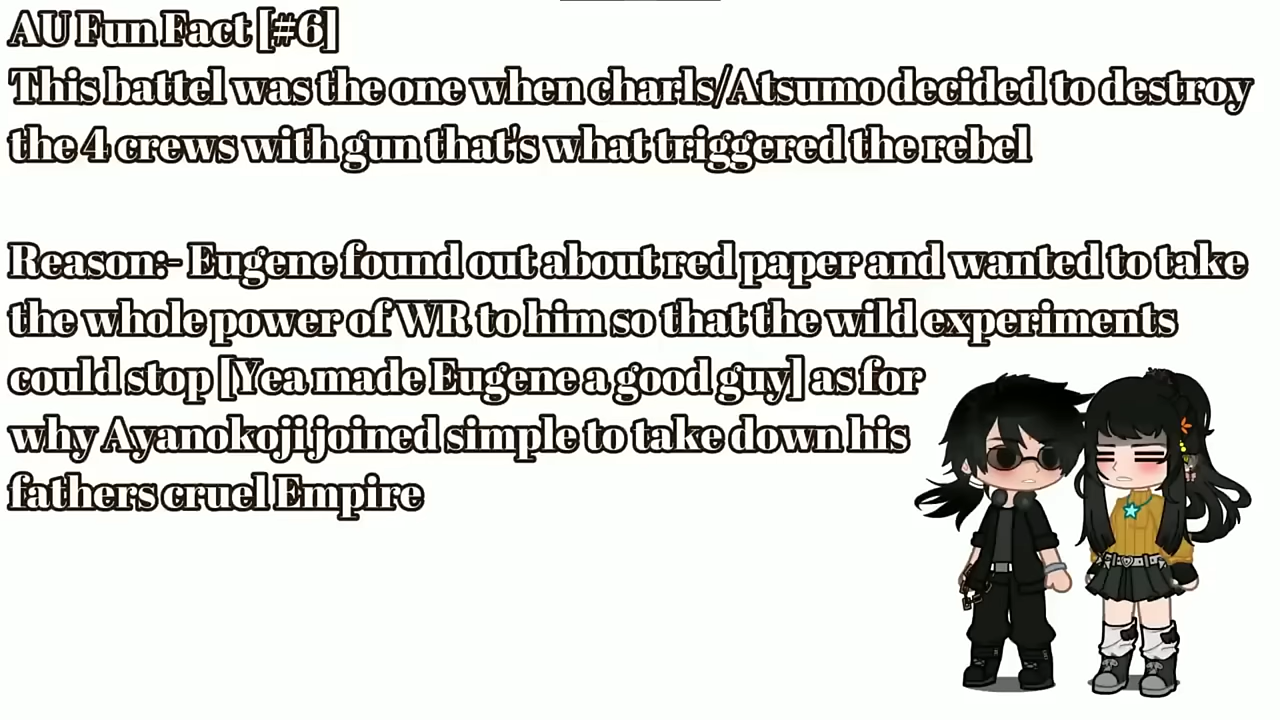 AU Fun Fact [#6]
This battel was the one when charls/Atsumo decided to destroy
the 4 crews with gun that's what triggered the rebel
Reason:- Eugene found out about red paper and wanted to take
the whole power of WR to him so that the wild experiments
could stop [Yea made Eugene a good guy] as for
why Ayanokoji joined simple to take down his
fathers cruel Empire